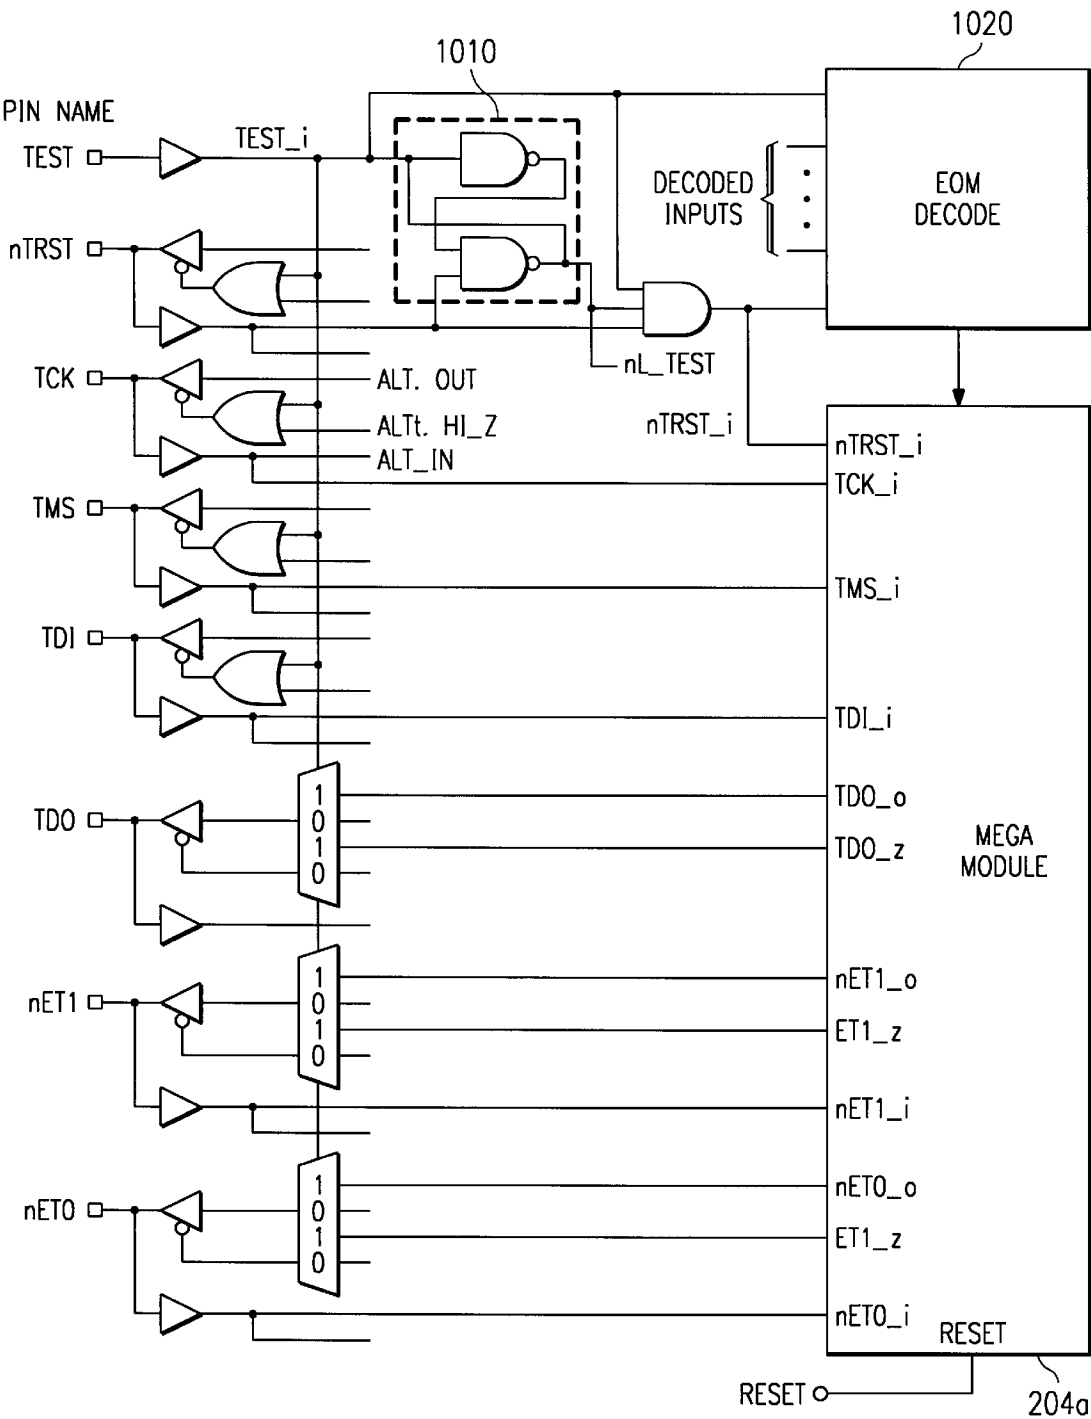 1020
1010
PIN NAME
TEST
TEST_i
DECODED
INPUTS
EOM
DECODE
nTRST
nL_TEST
TCK
ALT. OUT
ALTt. HI_Z
ALT_IN
nTRST_i
nTRST_i
TCK_i
TMS
TMS_i
TDI
TDI_i
TDO
1
0
1
0
TDO_o
TDO_z
MEGA
MODULE
nET1
1
0
1
0
nET1_o
ET1_z
nET1_i
nET0
1
0
1
0
nET0_o
ET1_z
nET0_i
RESET
RESET
204a